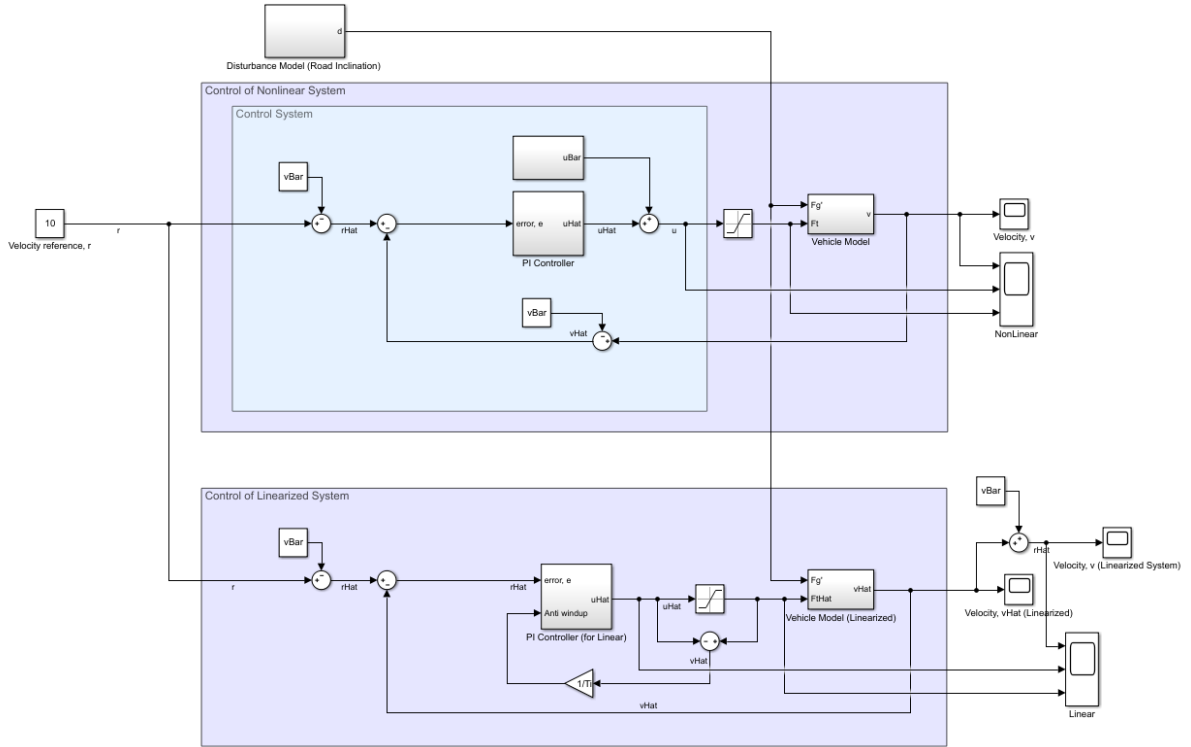 d
Disturbance Model (Road Inclination)
Control of Nonlinear System
Control System
vBar
uBar
10
Velocity reference, r
r
rHat
error, e
uHat
PI Controller
uHat
u
Fg'
Ft
v
Vehicle Model
Velocity, v
vBar
vHat
NonLinear
Control of Linearized System
vBar
vBar
r
rHat
rHat
error, e
uHat
Anti windup
PI Controller (for Linear)
uHat
Fg'
FtHat
vHat
Vehicle Model (Linearized)
rHat
Velocity, v (Linearized System)
Velocity, vHat (Linearized)
vHat
1/Ti
vHat
Linear